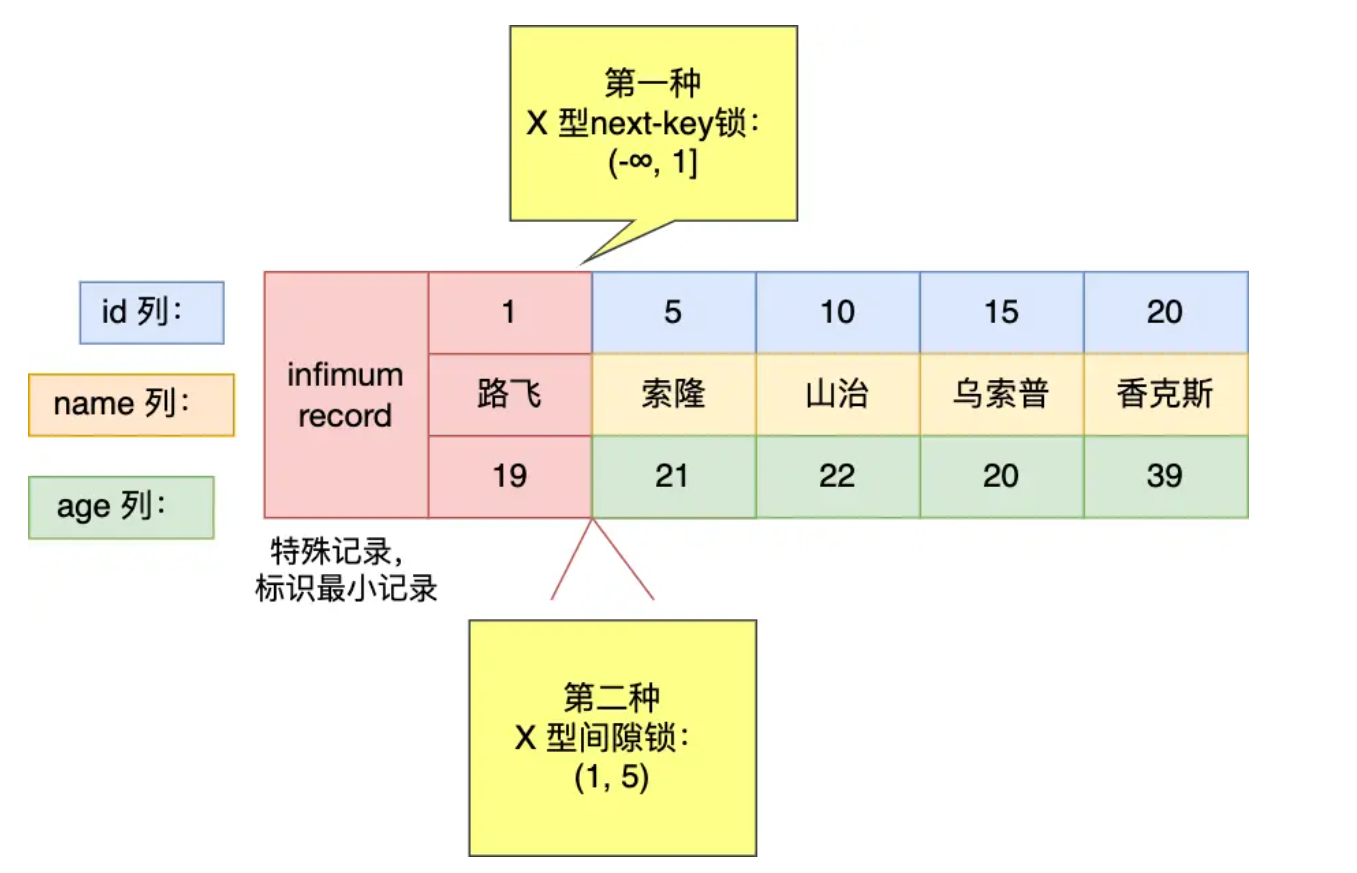 第一种
X 型next-key锁：
(-∞, 1]
id 列：
1
5
10
15
20
infimum
record
name 列：
路飞
索隆
山治
乌索普
香克斯
age 列：
19
21
22
20
39
特殊记录，
标识最小记录
第二种
X 型间隙锁：
(1, 5)